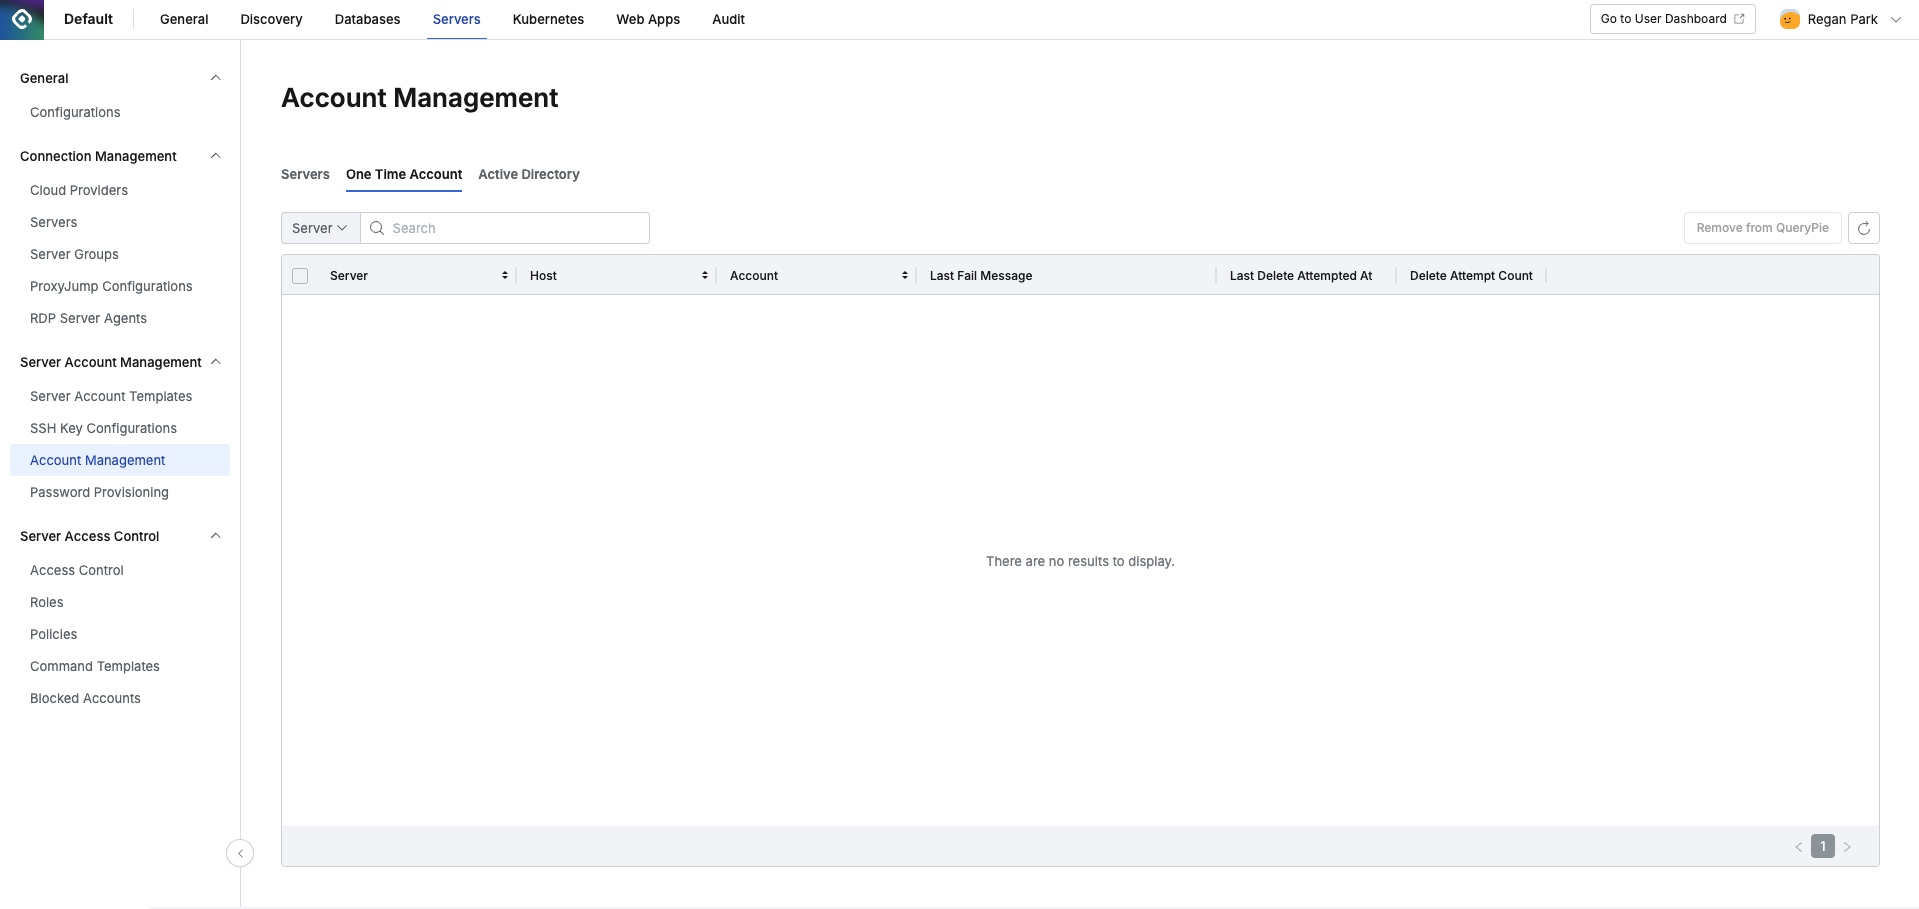 Default
General
Discovery
Databases
Servers
Kubernetes
Web Apps
Audit
Go to User Dashboard
Regan Park
General
Configurations
Connection Management
Cloud Providers
Servers
Server Groups
ProxyJump Configurations
RDP Server Agents
Server Account Management
Server Account Templates
SSH Key Configurations
Account Management
Password Provisioning
Server Access Control
Access Control
Roles
Policies
Command Templates
Blocked Accounts
Account Management
Servers
One Time Account
Active Directory
Server
Search
Remove from QueryPie
Server
Host
Account
Last Fail Message
Last Delete Attempted At
Delete Attempt Count
There are no results to display.
1